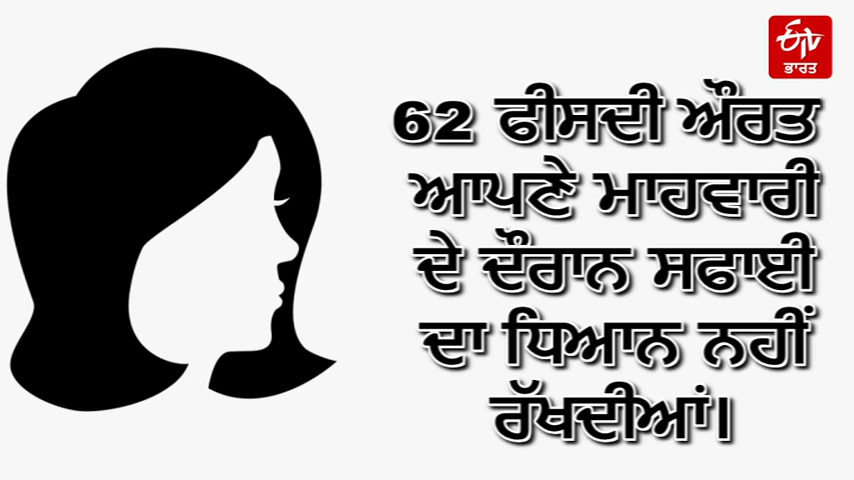 ETV
ਭਾਰਤ
62 ਫੀਸਦੀ ਔਰਤ
ਆਪਣੇ ਮਾਹਵਾਰੀ
ਦੇ ਦੌਰਾਨ ਸਫਾਈ
ਦਾ ਧਿਆਨ ਨਹੀਂ
ਰੱਖਦੀਆਂ।